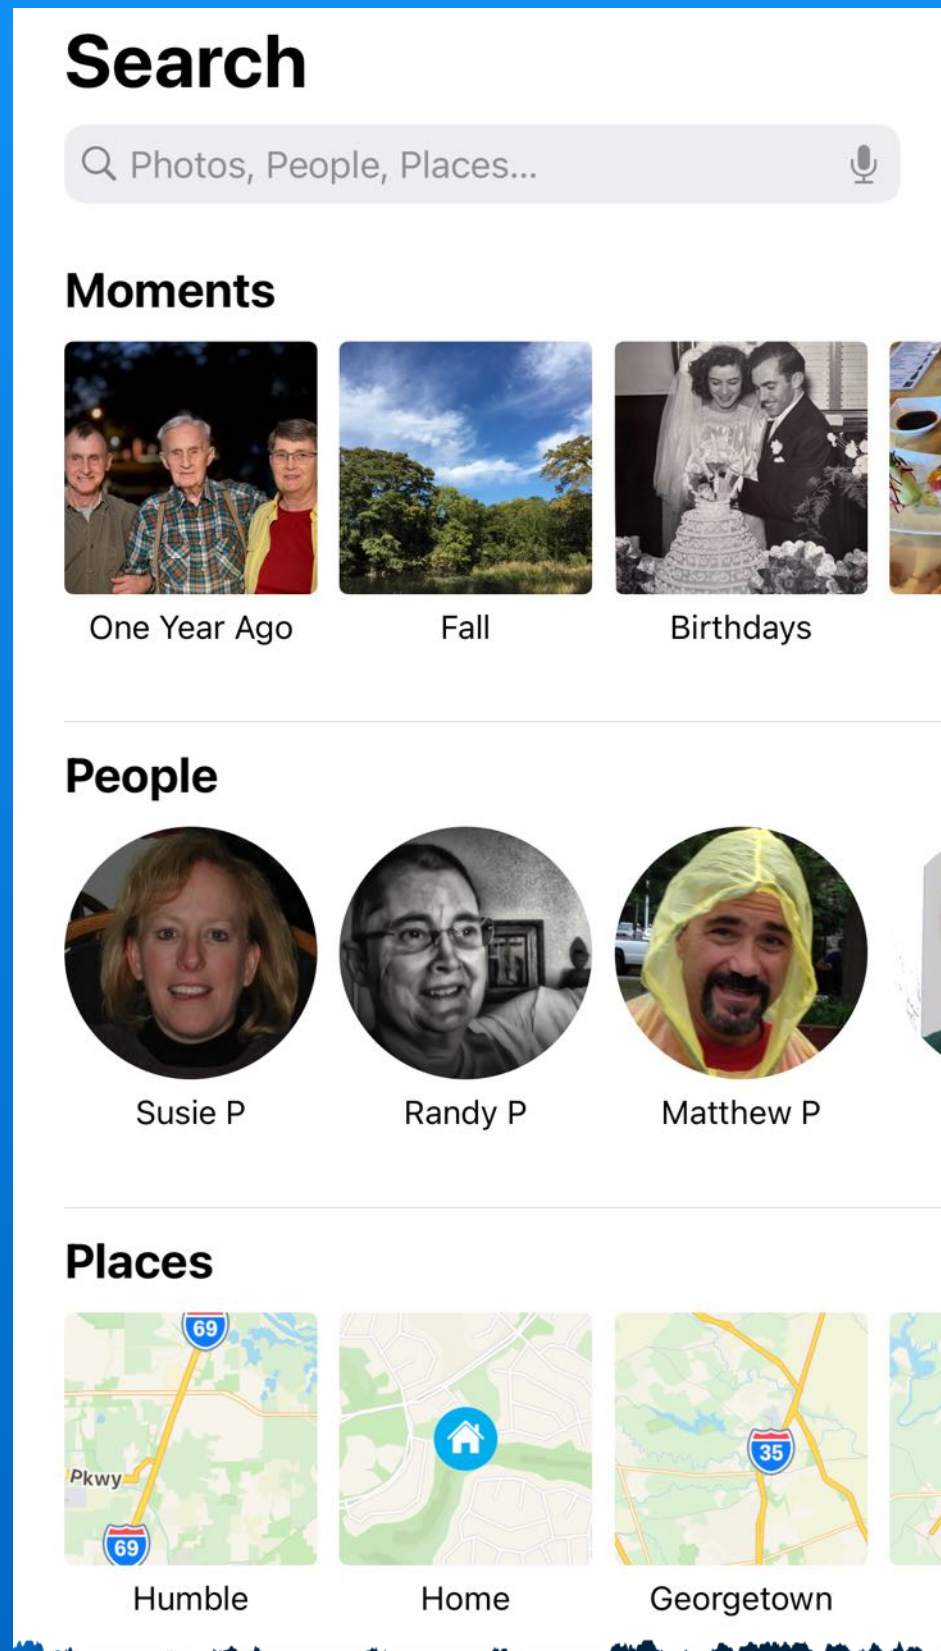 Search
Photos, People, Places...
Moments
One Year Ago
Fall
Birthdays
People
Susie P
Randy P
Matthew P
Places
69
Pkwy
69
35
Humble
Home
Georgetown